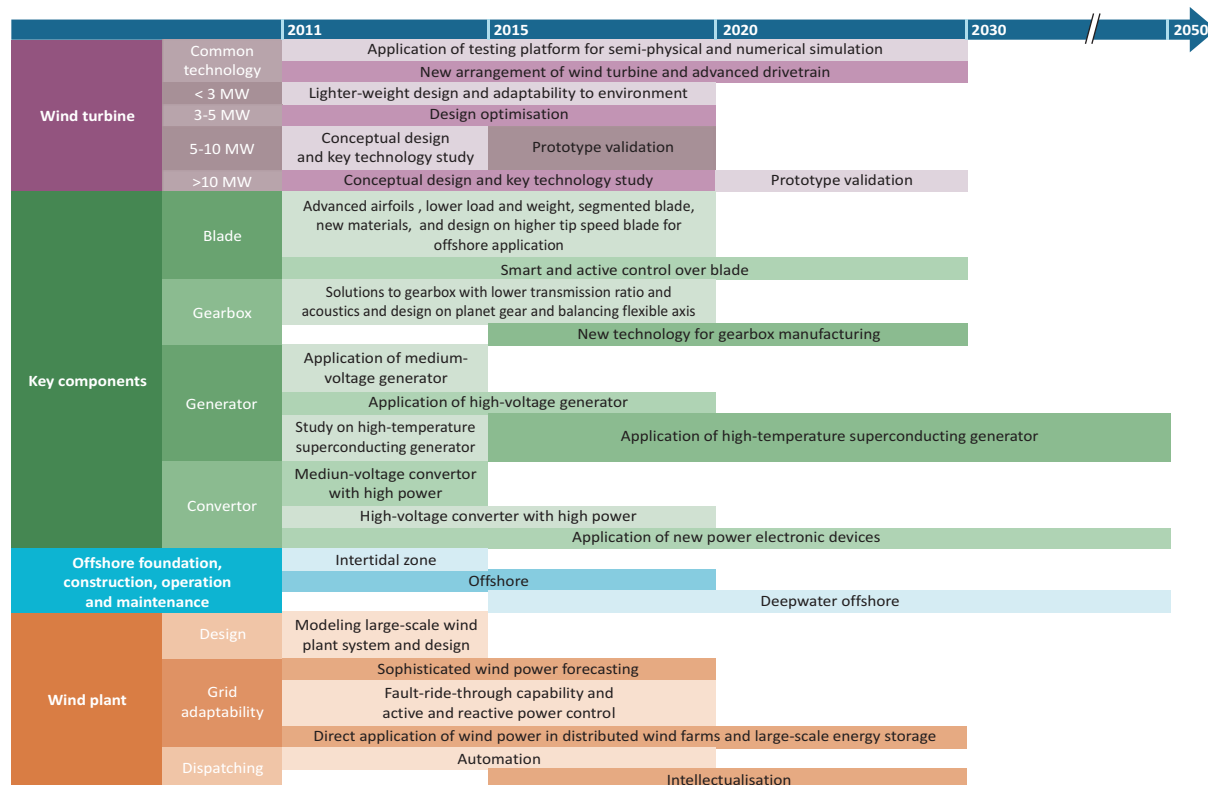 2011 2015 2020 2030 2050
Wind turbine
Common
technology
Application of testing platform for semi-physical and numerical simulation
New arrangement of wind turbine and advanced drivetrain
< 3 MW
Lighter-weight design and adaptability to environment
3-5 MW
Design optimisation
5-10 MW
Conceptual design
and key technology study
Prototype validation
>10 MW
Conceptual design and key technology study
Prototype validation
Key components
Blade
Advanced airfoils , lower load and weight, segmented blade,
new materials, and design on higher tip speed blade for
offshore application
Smart and active control over blade
Gearbox
Solutions to gearbox with lower transmission ratio and
acoustics and design on planet gear and balancing flexible axis
New technology for gearbox manufacturing
Generator
Application of medium-
voltage generator
Application of high-voltage generator
Study on high-temperature
superconducting generator
Application of high-temperature superconducting generator
Convertor
Mediun-voltage convertor
with high power
High-voltage converter with high power
Application of new power electronic devices
Offshore foundation,
construction, operation
and maintenance
Intertidal zone
Offshore
Deepwater offshore
Wind plant
Design
Modeling large-scale wind
plant system and design
Grid
adaptability
Sophisticated wind power forecasting
Fault-ride-through capability and
active and reactive power control
Direct application of wind power in distributed wind farms and large-scale energy storage
Dispatching
Automation
Intellectualisation